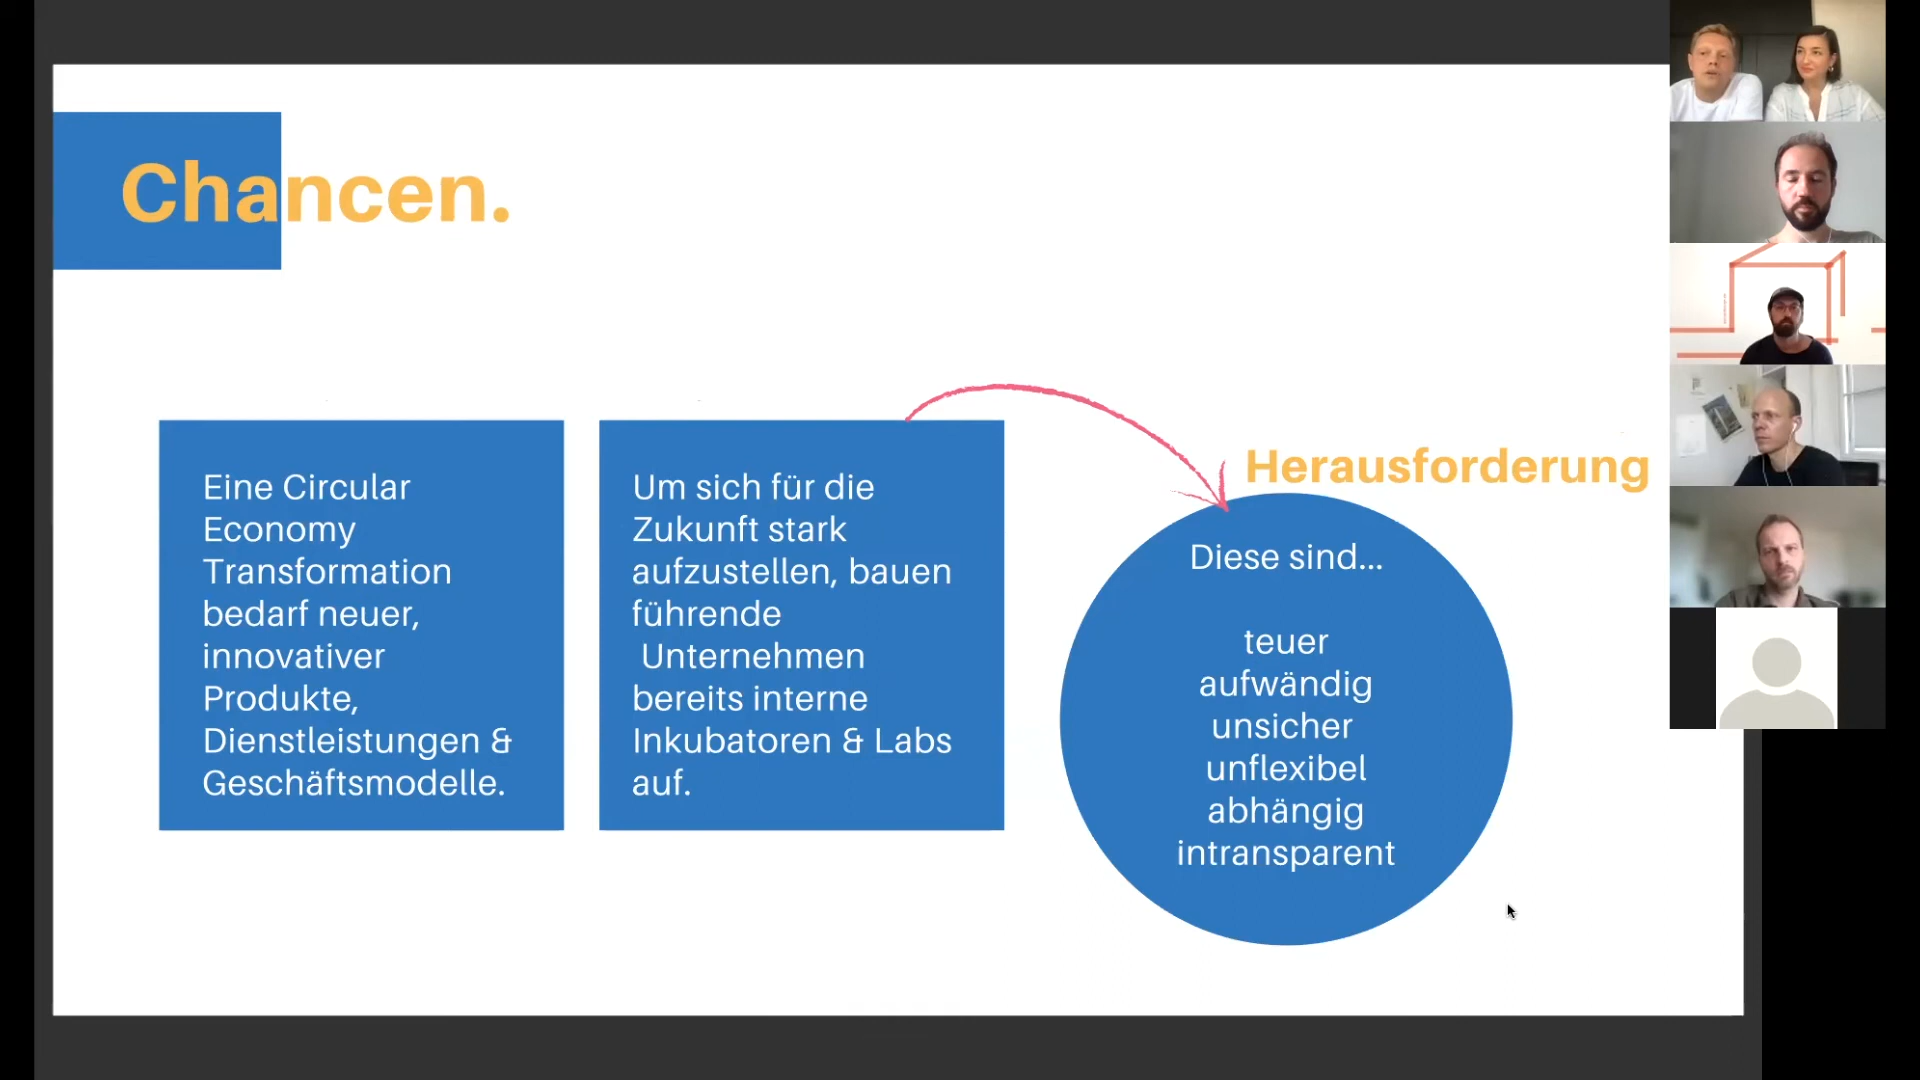 Chancen.
Eine Circular
Economy
Transformation
bedarf neuer,
innovativer
Produkte,
Dienstleistungen &
Geschäftsmodelle.
Um sich für die
Zukunft stark
aufzustellen, bauen
führende
Unternehmen
bereits interne
Inkubatoren & Labs
auf.
Herausforderung
Diese sind...
teuer
aufwändig
unsicher
unflexibel
abhängig
intransparent